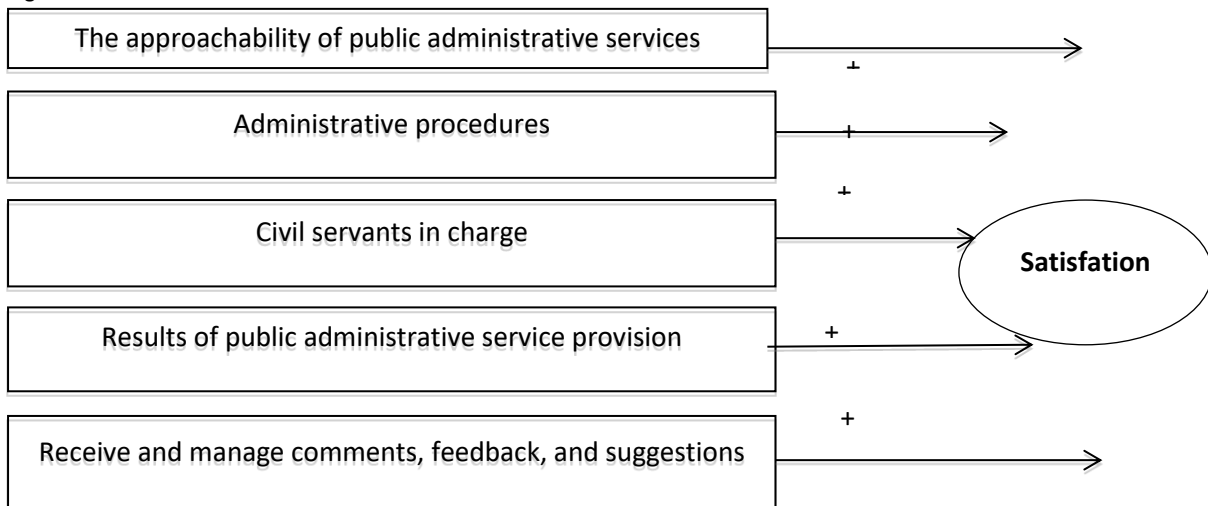 The approachability of public administrative services
+
Administrative procedures
+
+
Civil servants in charge
Satisfation
Results of public administrative service provision
+
+
Receive and manage comments, feedback, and suggestions